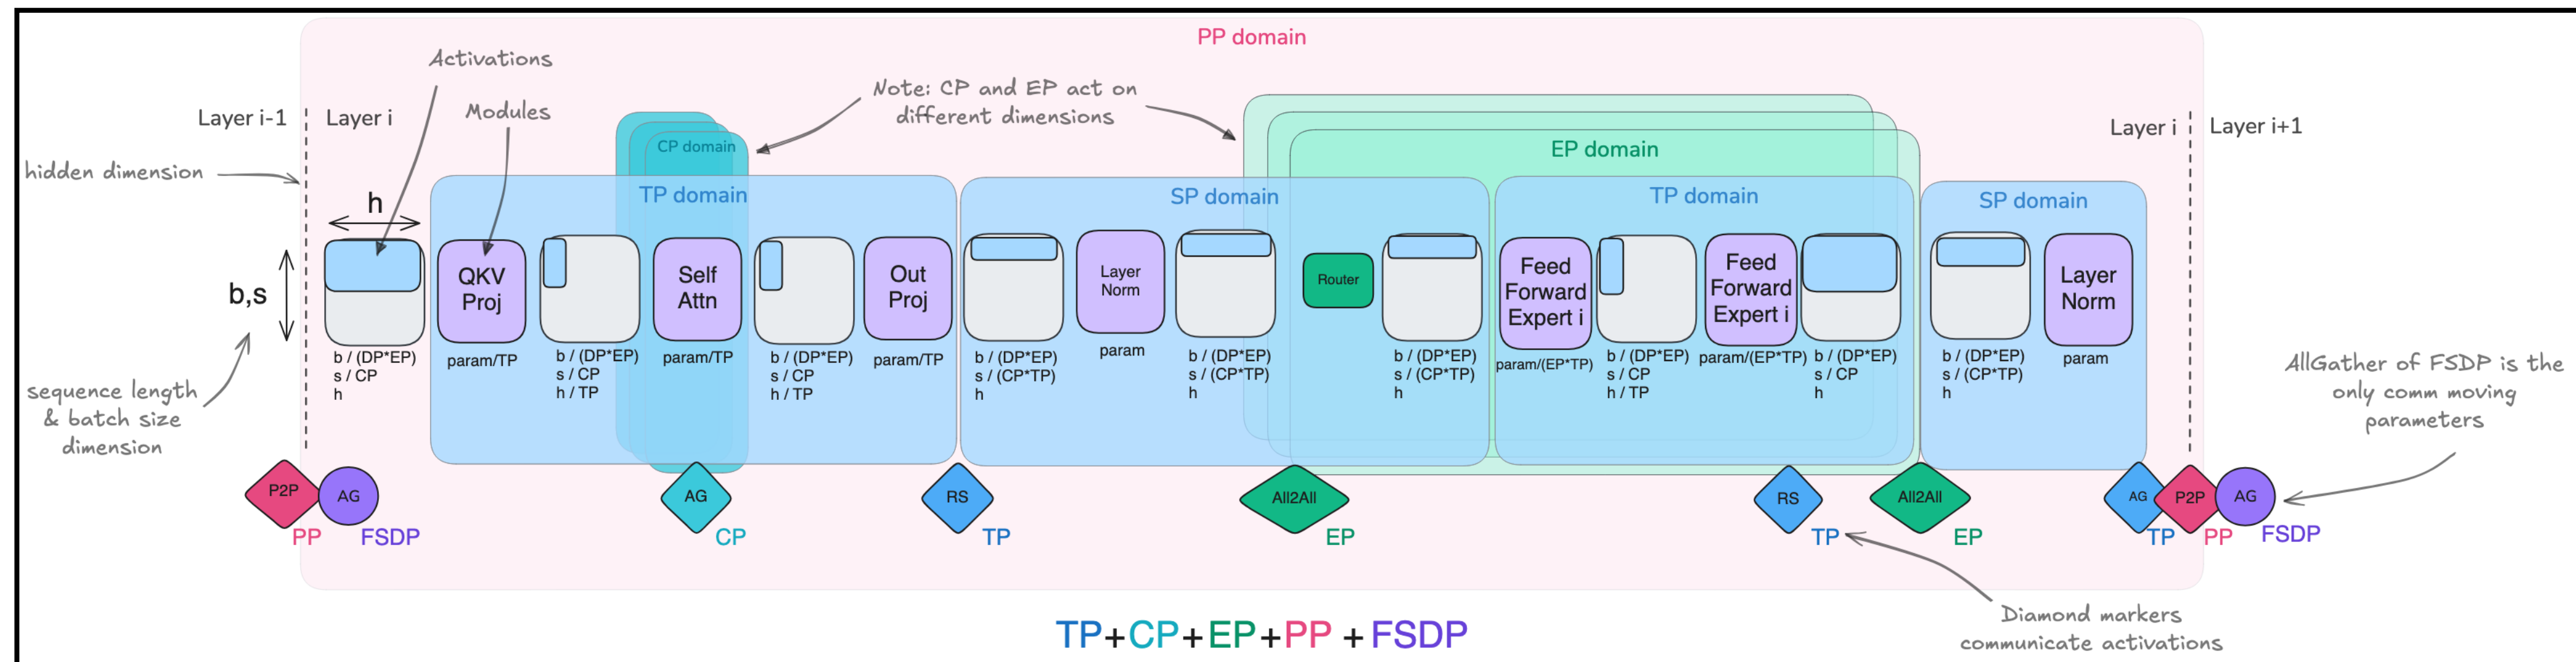 PP domain
Activations
Modules
Note: CP and EP act on
different dimensions
Layer i-1
Layer i
Layer i
Layer i+1
hidden dimension
CP domain
EP domain
TP domain
SP domain
TP domain
SP domain
h
b,s
QKV
Proj
Self
Attn
Out
Proj
Layer
Norm
Router
Feed
Forward
Expert i
Feed
Forward
Expert i
Layer
Norm
b / (DP*EP)
s / CP
h
param/TP
b / (DP*EP)
s / CP
h / TP
param/TP
b / (DP*EP)
s / CP
h / TP
param/TP
b / (DP*EP)
s / (CP*TP)
h
param
b / (DP*EP)
s / (CP*TP)
h
b / (DP*EP)
s / (CP*TP)
h
param/(EP*TP)
b / (DP*EP)
s / CP
h / TP
param/(EP*TP)
b / (DP*EP)
s / CP
h
b / (DP*EP)
s / (CP*TP)
h
param
sequence length
& batch size
dimension
AllGather of FSDP is the
only comm moving
parameters
P2P
PP
AG
FSDP
AG
CP
RS
TP
All2All
EP
RS
TP
All2All
EP
AG
TP
P2P
PP
AG
FSDP
Diamond markers
communicate activations
TP+CP+EP+PP +FSDP